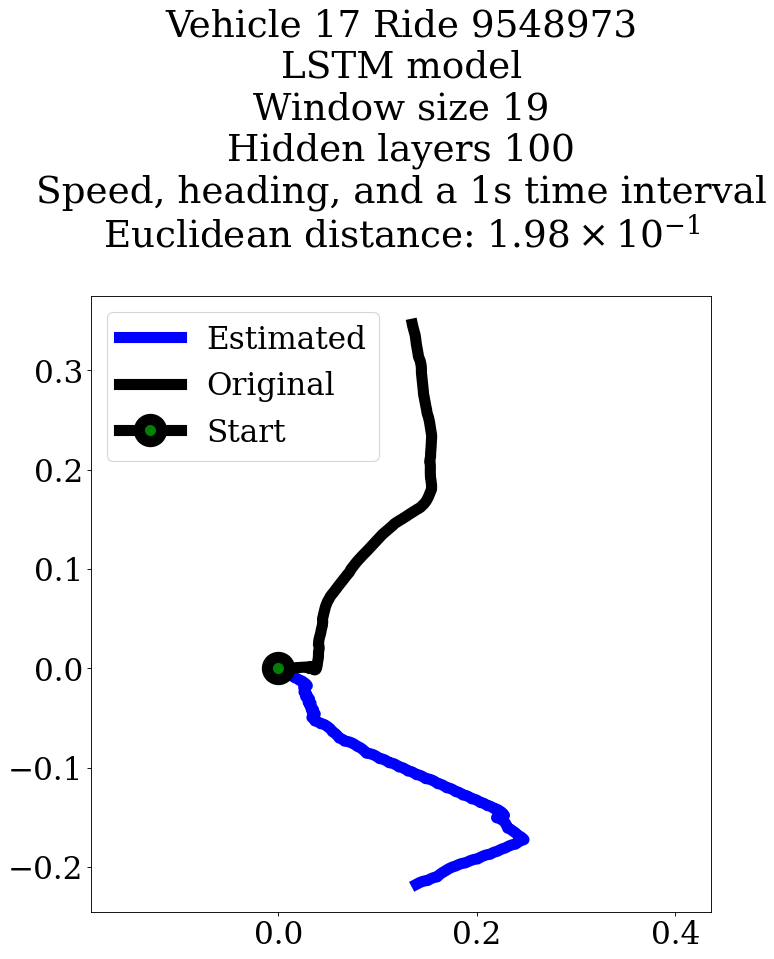 Vehicle 17 Ride 9548973
LSTM model
Window size 19
Hidden layers 100
Speed, heading, and a 1s time interval
Euclidean distance: 1.98 × 10⁻¹
Estimated
Original
Start
0.3
0.2
0.1
0.0
−0.1
−0.2
0.0 0.2 0.4